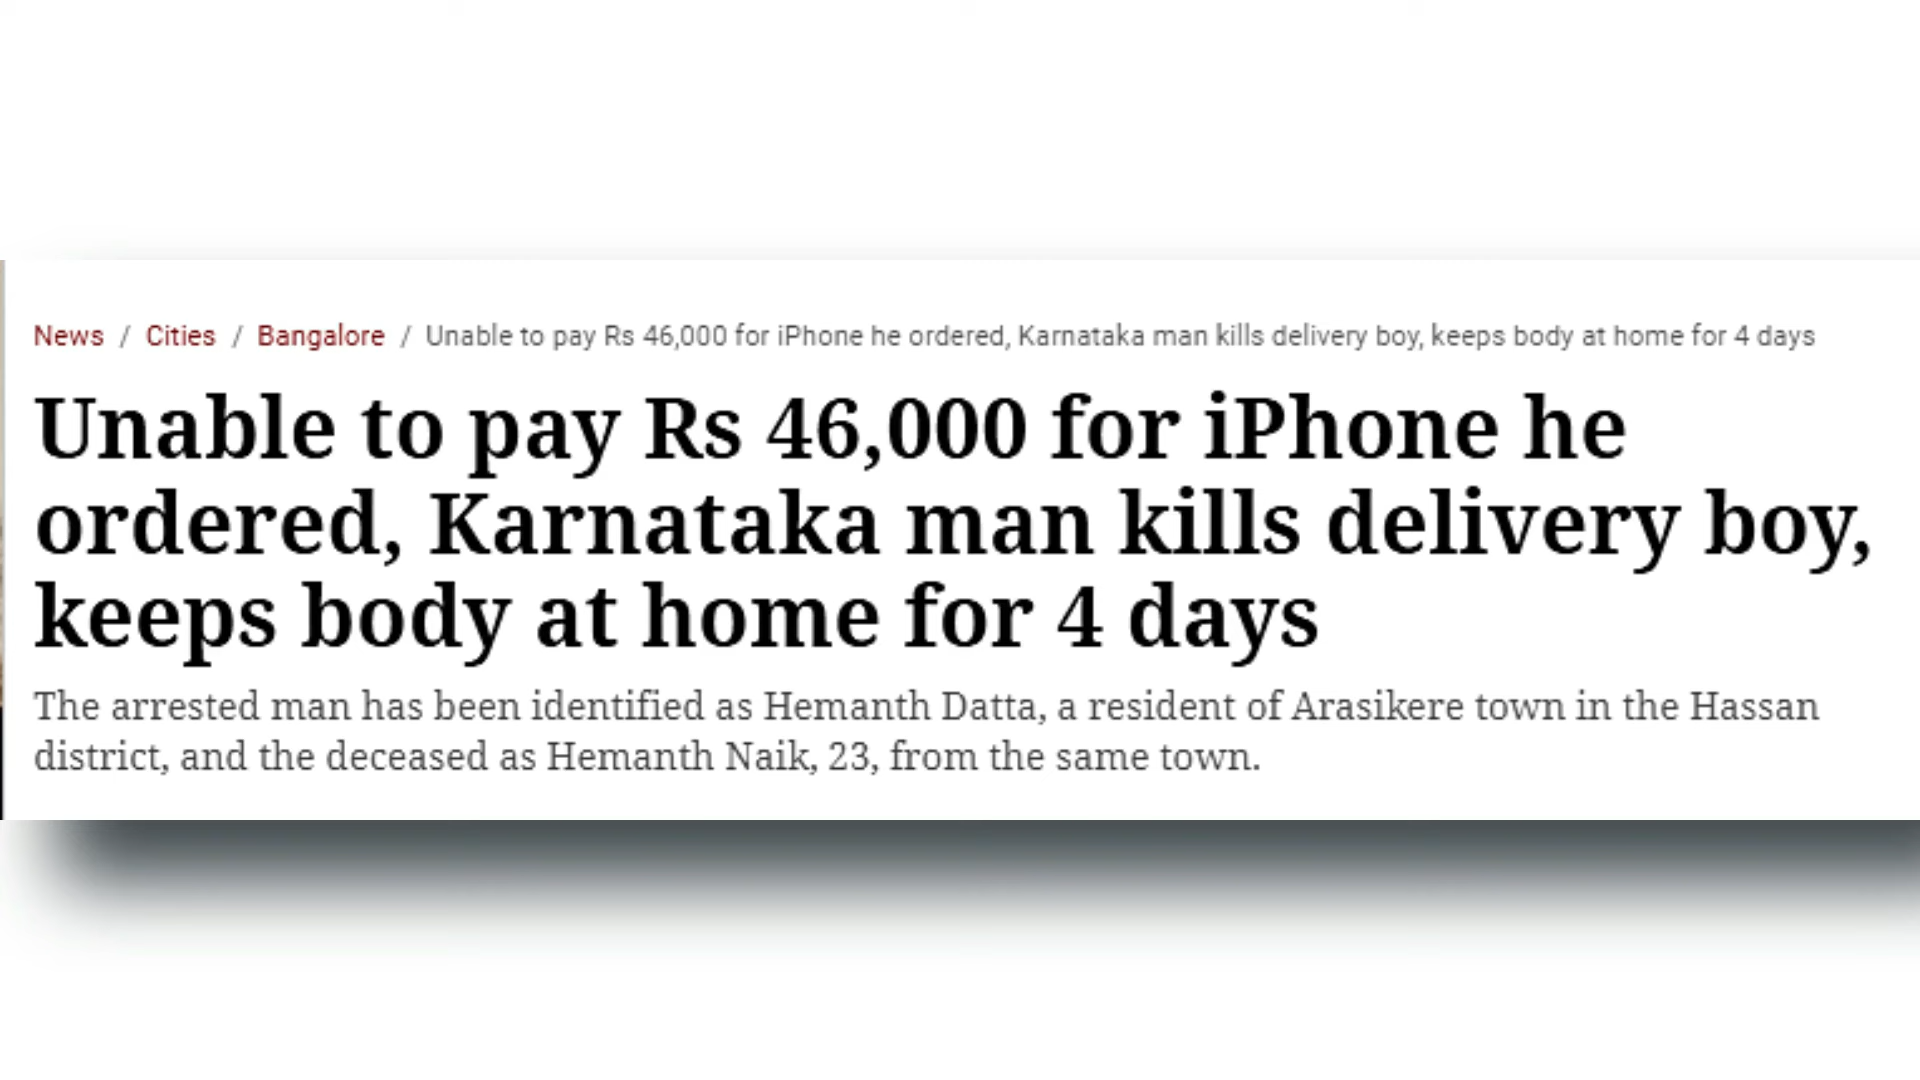 News / Cities / Bangalore / Unable to pay Rs 46,000 for iPhone he ordered, Karnataka man kills delivery boy, keeps body at home for 4 days
Unable to pay Rs 46,000 for iPhone he
ordered, Karnataka man kills delivery boy,
keeps body at home for 4 days
The arrested man has been identified as Hemanth Datta, a resident of Arasikere town in the Hassan
district, and the deceased as Hemanth Naik, 23, from the same town.